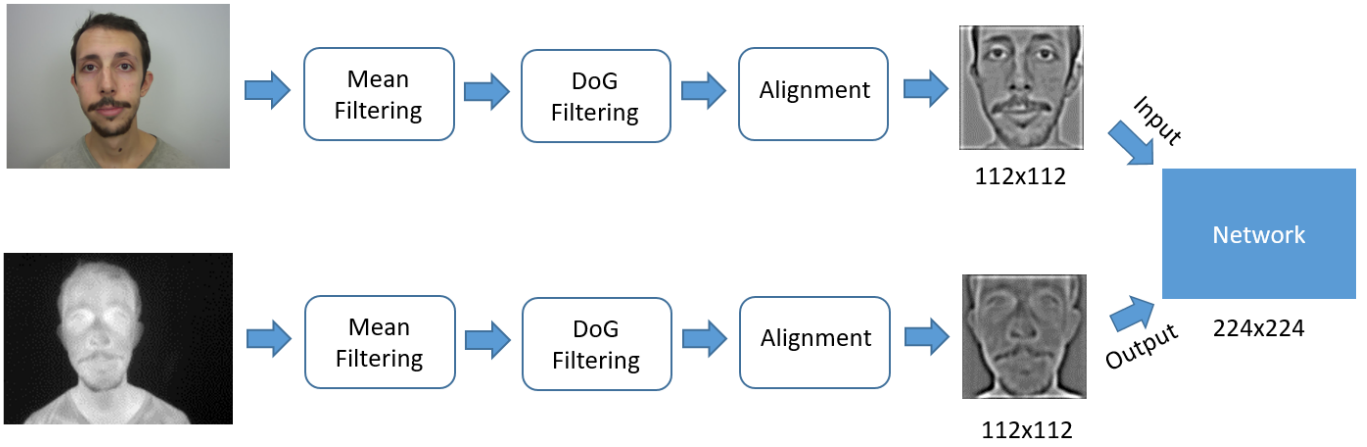 Mean
Filtering
DoG
Filtering
Alignment
112x112
Input
Network
224x224
Mean
Filtering
DoG
Filtering
Alignment
112x112
Output